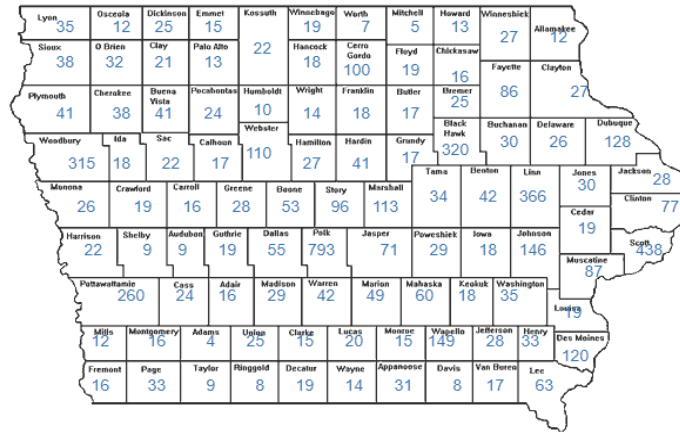 Lyon 35
Osceola 12
Dickinson 25
Emmet 15
Kossuth 22
Winnebago 19
Worth 7
Mitchell 5
Howard 13
Winneshiek 27
Allamakee 12
Sioux 38
O Brien 32
Clay 21
Palo Alto 13
Hancock 18
Cerro Gordo 100
Floyd 19
Chickasaw 16
Fayette 86
Clayton 27
Plymouth 41
Cherokee 38
Buena Vista 41
Pocahontas 24
Humboldt 10
Wright 14
Franklin 18
Butler 17
Bremer 25
Woodbury 315
Ida 18
Sac 22
Calhoun 17
Webster 110
Hamilton 27
Hardin 41
Grundy 17
Black Hawk 320
Buchanan 30
Delaware 26
Dubuque 128
Monona 26
Crawford 19
Carroll 16
Greene 28
Boone 53
Story 96
Marshall 113
Tama 34
Benton 42
Linn 366
Jones 30
Jackson 28
Clinton 77
Cedar 19
Harrison 22
Shelby 9
Audubon 9
Guthrie 19
Dallas 55
Polk 793
Jasper 71
Poweshiek 29
Iowa 18
Johnson 146
Scott 438
Muscatine 87
Pottawattamie 260
Cass 24
Adair 16
Madison 29
Warren 42
Marion 49
Mahaska 60
Keokuk 18
Washington 35
Louisa 19
Mills 12
Montgomery 16
Adams 4
Union 25
Clarke 15
Lucas 20
Monroe 15
Wapello 149
Jefferson 28
Henry 33
Des Moines 120
Fremont 16
Page 33
Taylor 9
Ringgold 8
Decatur 19
Wayne 14
Appanoose 31
Davis 8
Van Buren 17
Lee 63